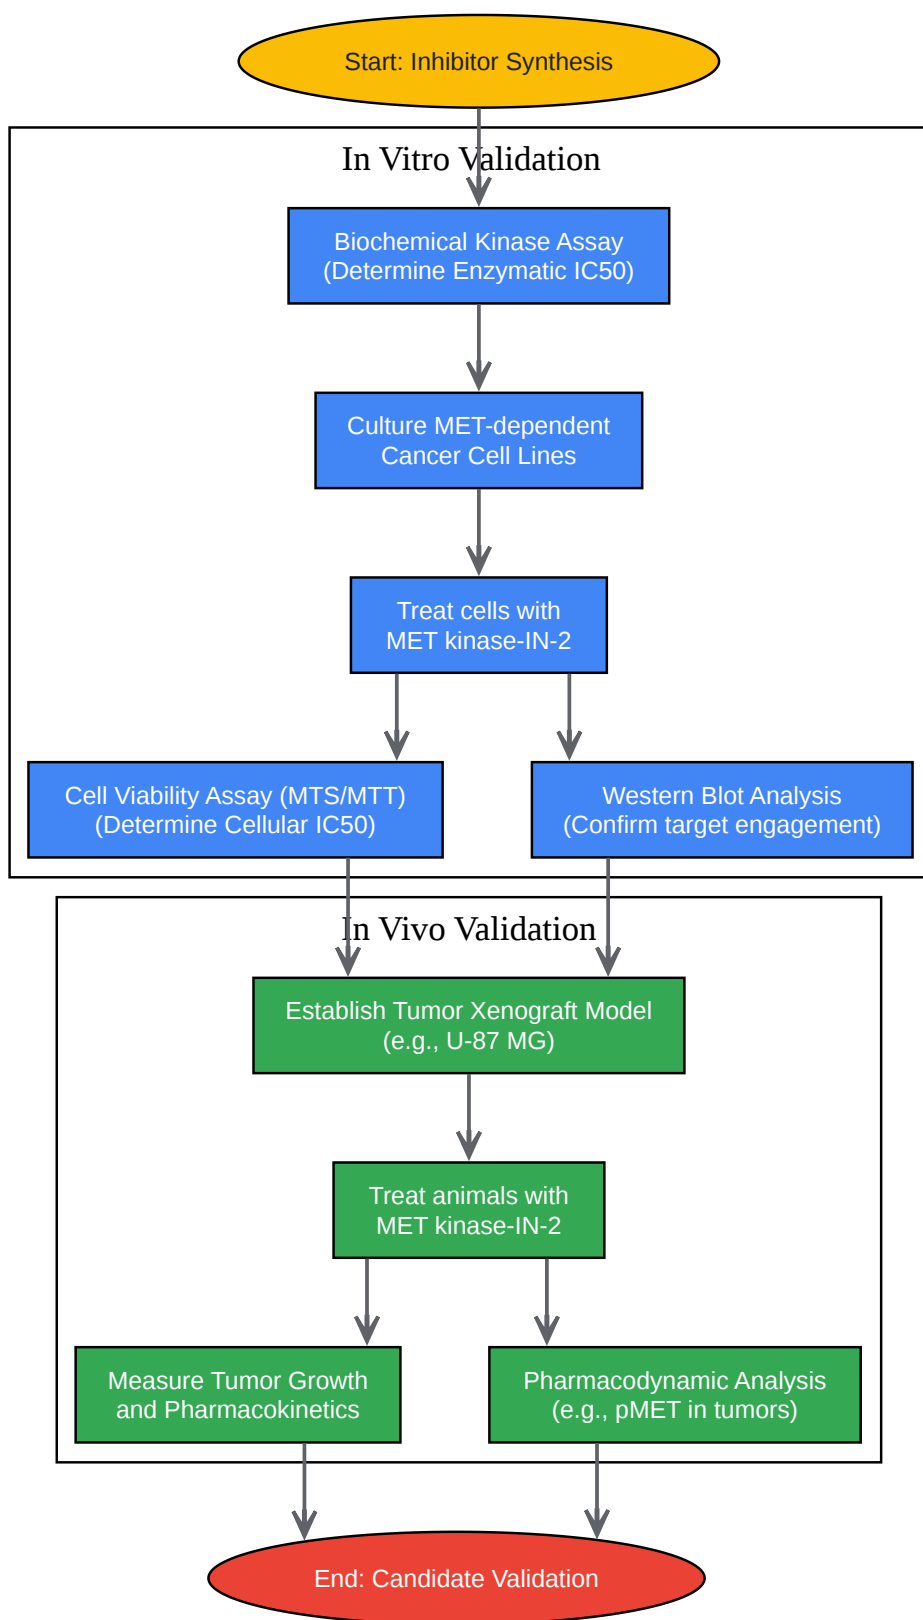 Start: Inhibitor Synthesis
In Vitro Validation
Biochemical Kinase Assay
(Determine Enzymatic IC50)
Culture MET-dependent
Cancer Cell Lines
Treat cells with
MET kinase-IN-2
Cell Viability Assay (MTS/MTT)
(Determine Cellular IC50)
Western Blot Analysis
(Confirm target engagement)
In Vivo Validation
Establish Tumor Xenograft Model
(e.g., U-87 MG)
Treat animals with
MET kinase-IN-2
Measure Tumor Growth
and Pharmacokinetics
Pharmacodynamic Analysis
(e.g., pMET in tumors)
End: Candidate Validation